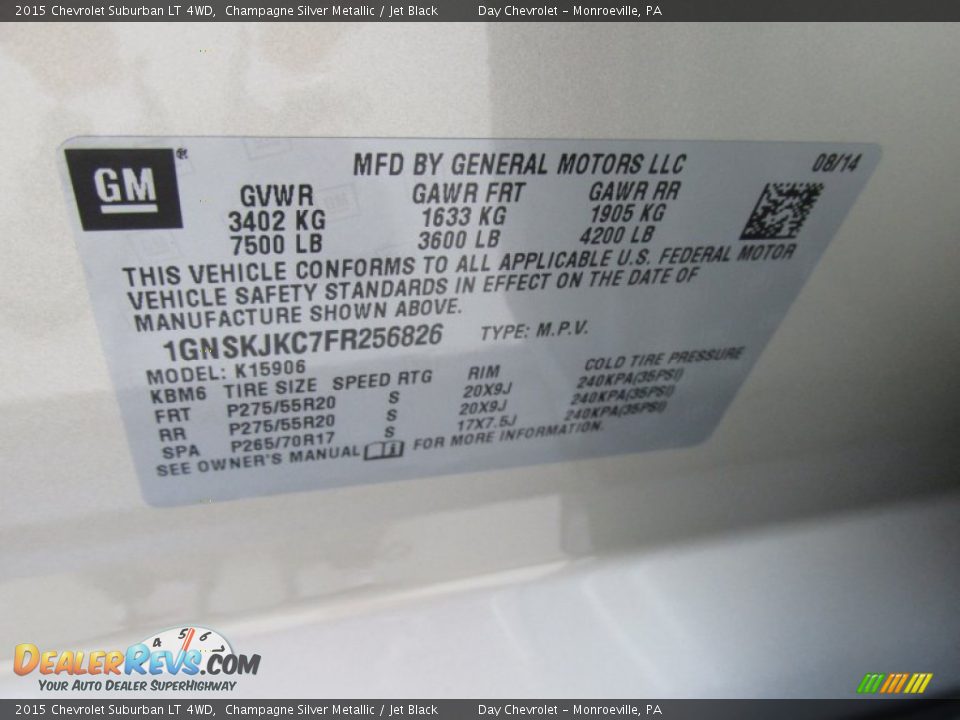 2015 Chevrolet Suburban LT 4WD, Champagne Silver Metallic / Jet Black Day Chevrolet - Monroeville, PA
GM®
MFD BY GENERAL MOTORS LLC 08/14
GVWR GAWR FRT GAWR RR
3402 KG 1633 KG 1905 KG
7500 LB 3600 LB 4200 LB
THIS VEHICLE CONFORMS TO ALL APPLICABLE U.S. FEDERAL MOTOR
VEHICLE SAFETY STANDARDS IN EFFECT ON THE DATE OF
MANUFACTURE SHOWN ABOVE.
1GNSKJKC7FR256826 TYPE: M.P.V.
MODEL: K15906
KBM6 TIRE SIZE SPEED RTG RIM COLD TIRE PRESSURE
FRT P275/55R20 S 20X9J 240KPA(35PSI)
RR P275/55R20 S 20X9J 240KPA(35PSI)
SPA P265/70R17 S 17X7.5J 240KPA(35PSI)
SEE OWNER'S MANUAL FOR MORE INFORMATION.
4 5 6
DEALERREVS.COM
YOUR AUTO DEALER SUPERHIGHWAY
2015 Chevrolet Suburban LT 4WD, Champagne Silver Metallic / Jet Black Day Chevrolet - Monroeville, PA